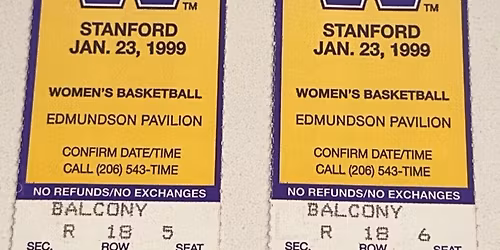 TM
STANFORD
JAN. 23, 1999
WOMEN'S BASKETBALL
EDMUNDSON PAVILION
CONFIRM DATE/TIME
CALL (206) 543-TIME
NO REFUNDS/NO EXCHANGES
BALCONY
R 18 5
SEC. ROW SEAT
TM
STANFORD
JAN. 23, 1999
WOMEN'S BASKETBALL
EDMUNDSON PAVILION
CONFIRM DATE/TIME
CALL (206) 543-TIME
NO REFUNDS/NO EXCHANGES
BALCONY
R 18 6
SEC. ROW SEAT